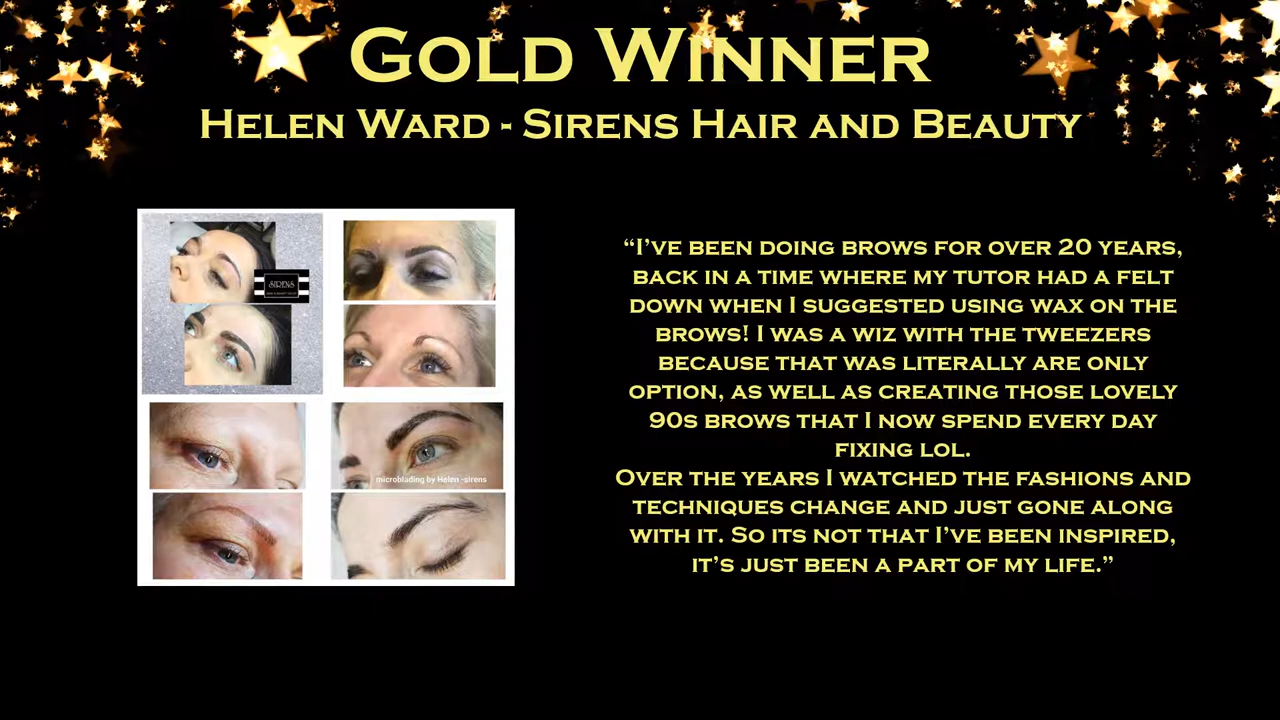 Gold Winner
Helen Ward - Sirens Hair and Beauty
SIRENS
microblading by Helen -sirens
“I’ve been doing brows for over 20 years,
back in a time where my tutor had a felt
down when I suggested using wax on the
brows! I was a wiz with the tweezers
because that was literally are only
option, as well as creating those lovely
90s brows that I now spend every day
fixing lol.
Over the years I watched the fashions and
techniques change and just gone along
with it. So its not that I’ve been inspired,
it’s just been a part of my life.”